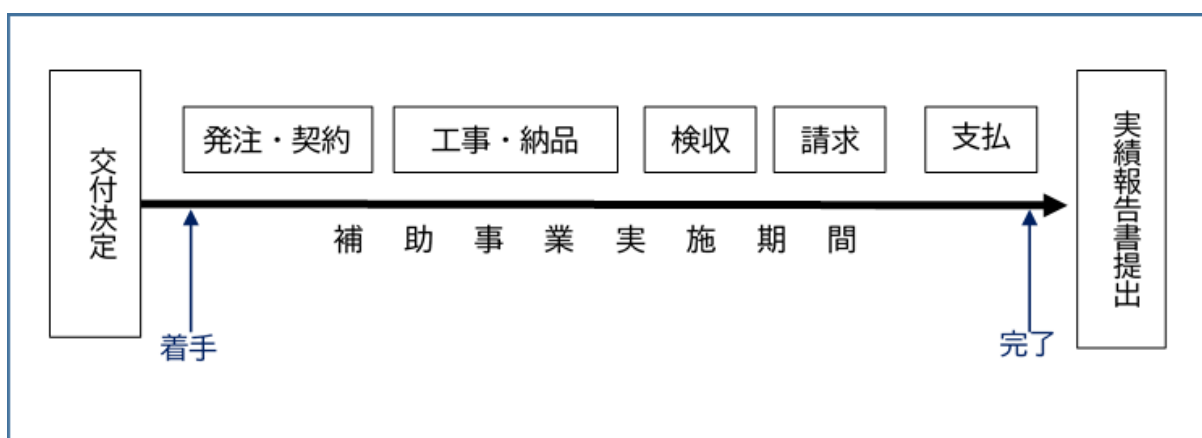 交付決定
発注・契約
工事・納品
検収
請求
支払
実績報告書提出
補助事業実施期間
着手
完了